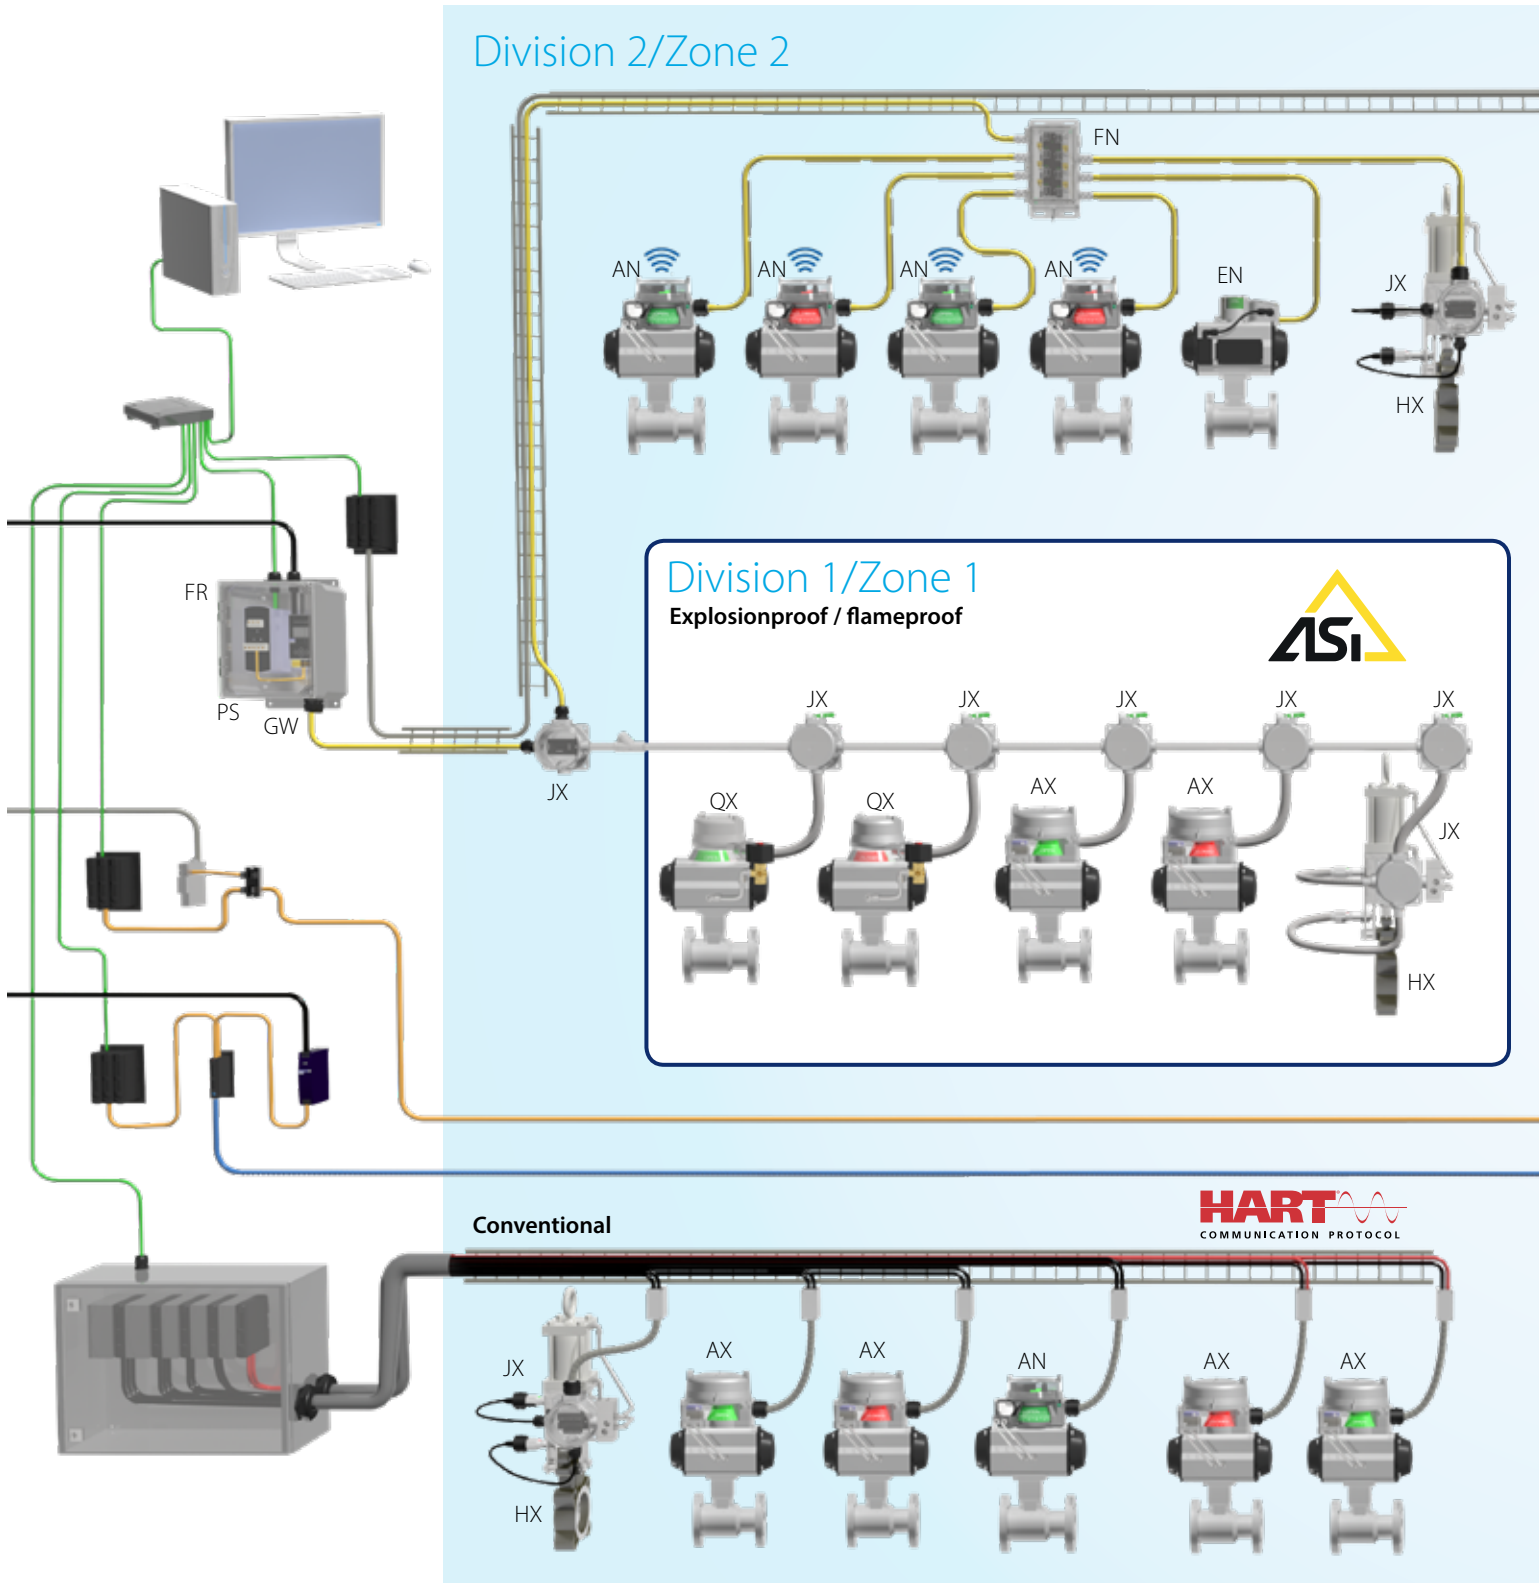 Division 2/Zone 2
FN
AN
AN
AN
AN
EN
JX
HX
FR
PS
GW
JX
Division 1/Zone 1
Explosionproof / flameproof
ASi
JX
JX
JX
JX
JX
QX
QX
AX
AX
JX
HX
Conventional
HART
COMMUNICATION PROTOCOL
JX
AX
AX
AN
AX
AX
HX